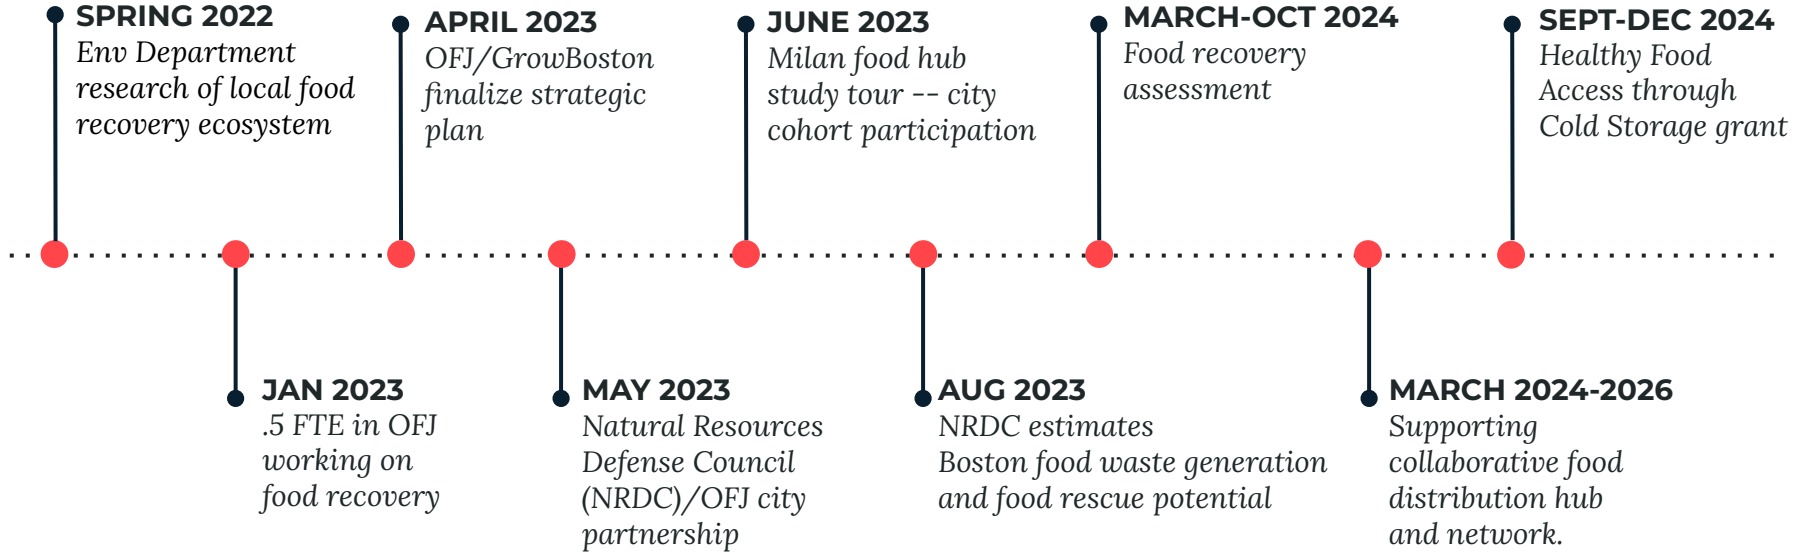 SPRING 2022
Env Department
research of local food
recovery ecosystem
JAN 2023
.5 FTE in OFJ
working on
food recovery
APRIL 2023
OFJ/GrowBoston
finalize strategic
plan
MAY 2023
Natural Resources
Defense Council
(NRDC)/OFJ city
partnership
JUNE 2023
Milan food hub
study tour -- city
cohort participation
AUG 2023
NRDC estimates
Boston food waste generation
and food rescue potential
MARCH-OCT 2024
Food recovery
assessment
MARCH 2024-2026
Supporting
collaborative food
distribution hub
and network.
SEPT-DEC 2024
Healthy Food
Access through
Cold Storage grant